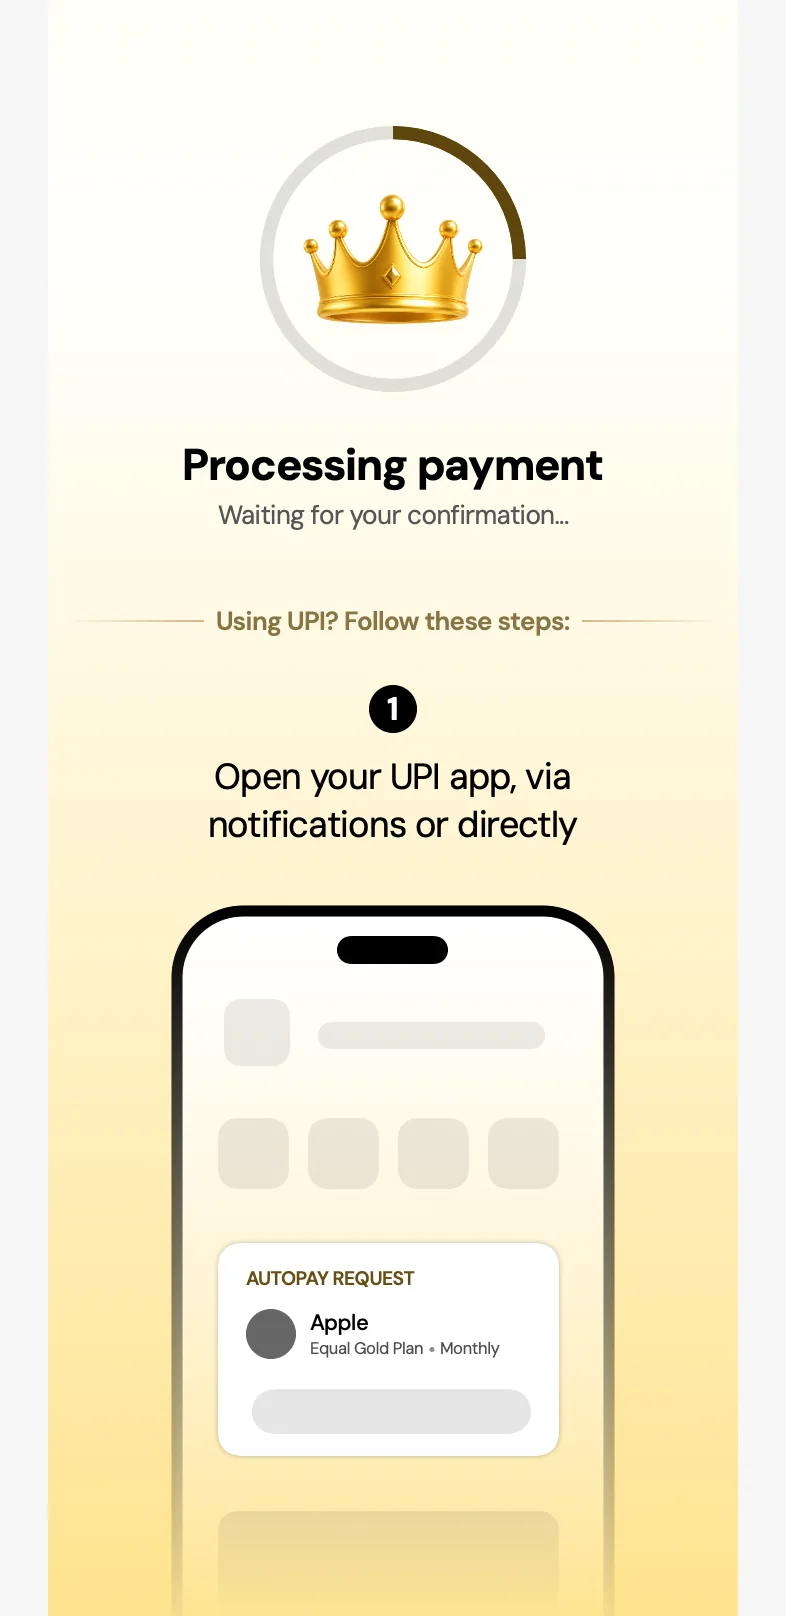 Processing payment
Waiting for your confirmation...
Using UPI? Follow these steps:
1
Open your UPI app, via
notifications or directly
AUTOPAY REQUEST
Apple
Equal Gold Plan • Monthly